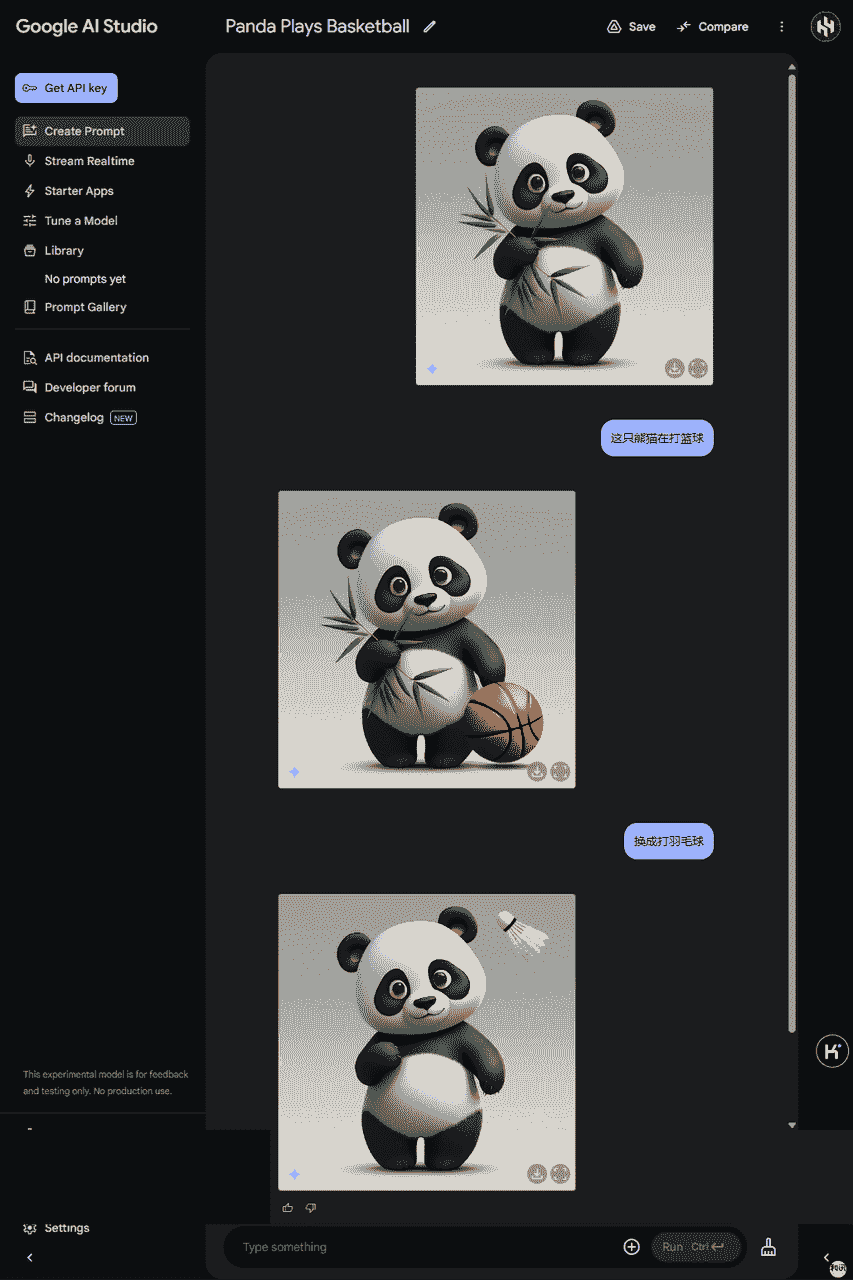 Google AI Studio
Panda Plays Basketball
Save
Compare
Get API key
Create Prompt
Stream Realtime
Starter Apps
Tune a Model
Library
No prompts yet
Prompt Gallery
API documentation
Developer forum
Changelog NEW
这只熊猫在打篮球
换成打羽毛球
This experimental model is for feedback
and testing only. No production use.
Settings
Type something
Run Ctrl